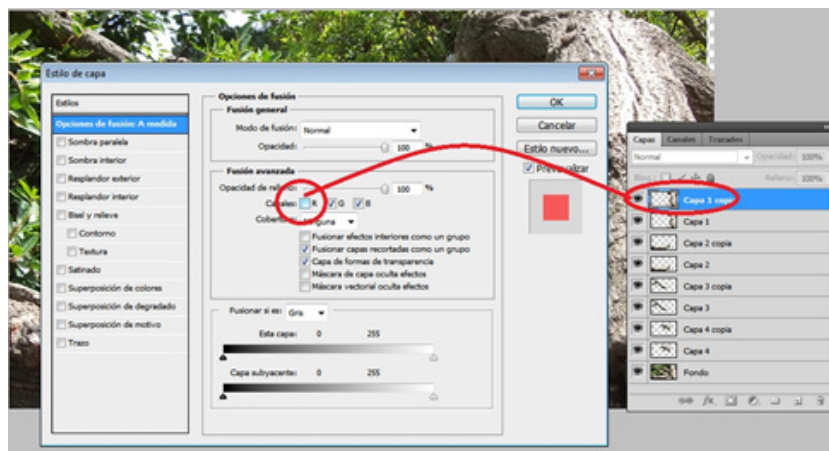 Estilo de capa
Estilos
Opciones de fusión: A medida
Sombra paralela
Sombra interior
Resplandor exterior
Resplandor interior
Bisel y relieve
Contorno
Textura
Satinado
Superposición de colores
Superposición de degradado
Superposición de motivo
Trazo
Opciones de fusión
Fusión general
Modo de fusión: Normal
Opacidad: 100 %
Fusión avanzada
Opacidad de relleno: 100 %
Canales: R G B
Cobertura: Ninguna
Fusionar efectos interiores como un grupo
Fusionar capas recortadas como un grupo
Capa de formas de transparencia
Máscara de capa oculta efectos
Máscara vectorial oculta efectos
Fusionar si es: Gris
Esta capa: 0 255
Capa subyacente: 0 255
OK
Cancelar
Estilo nuevo...
Previsualizar
Capas Canales Trazados
Normal Opacidad: 100%
Relleno: 100%
Capa 1 copia
Capa 1
Capa 2 copia
Capa 2
Capa 3 copia
Capa 3
Capa 4 copia
Capa 4
Fondo